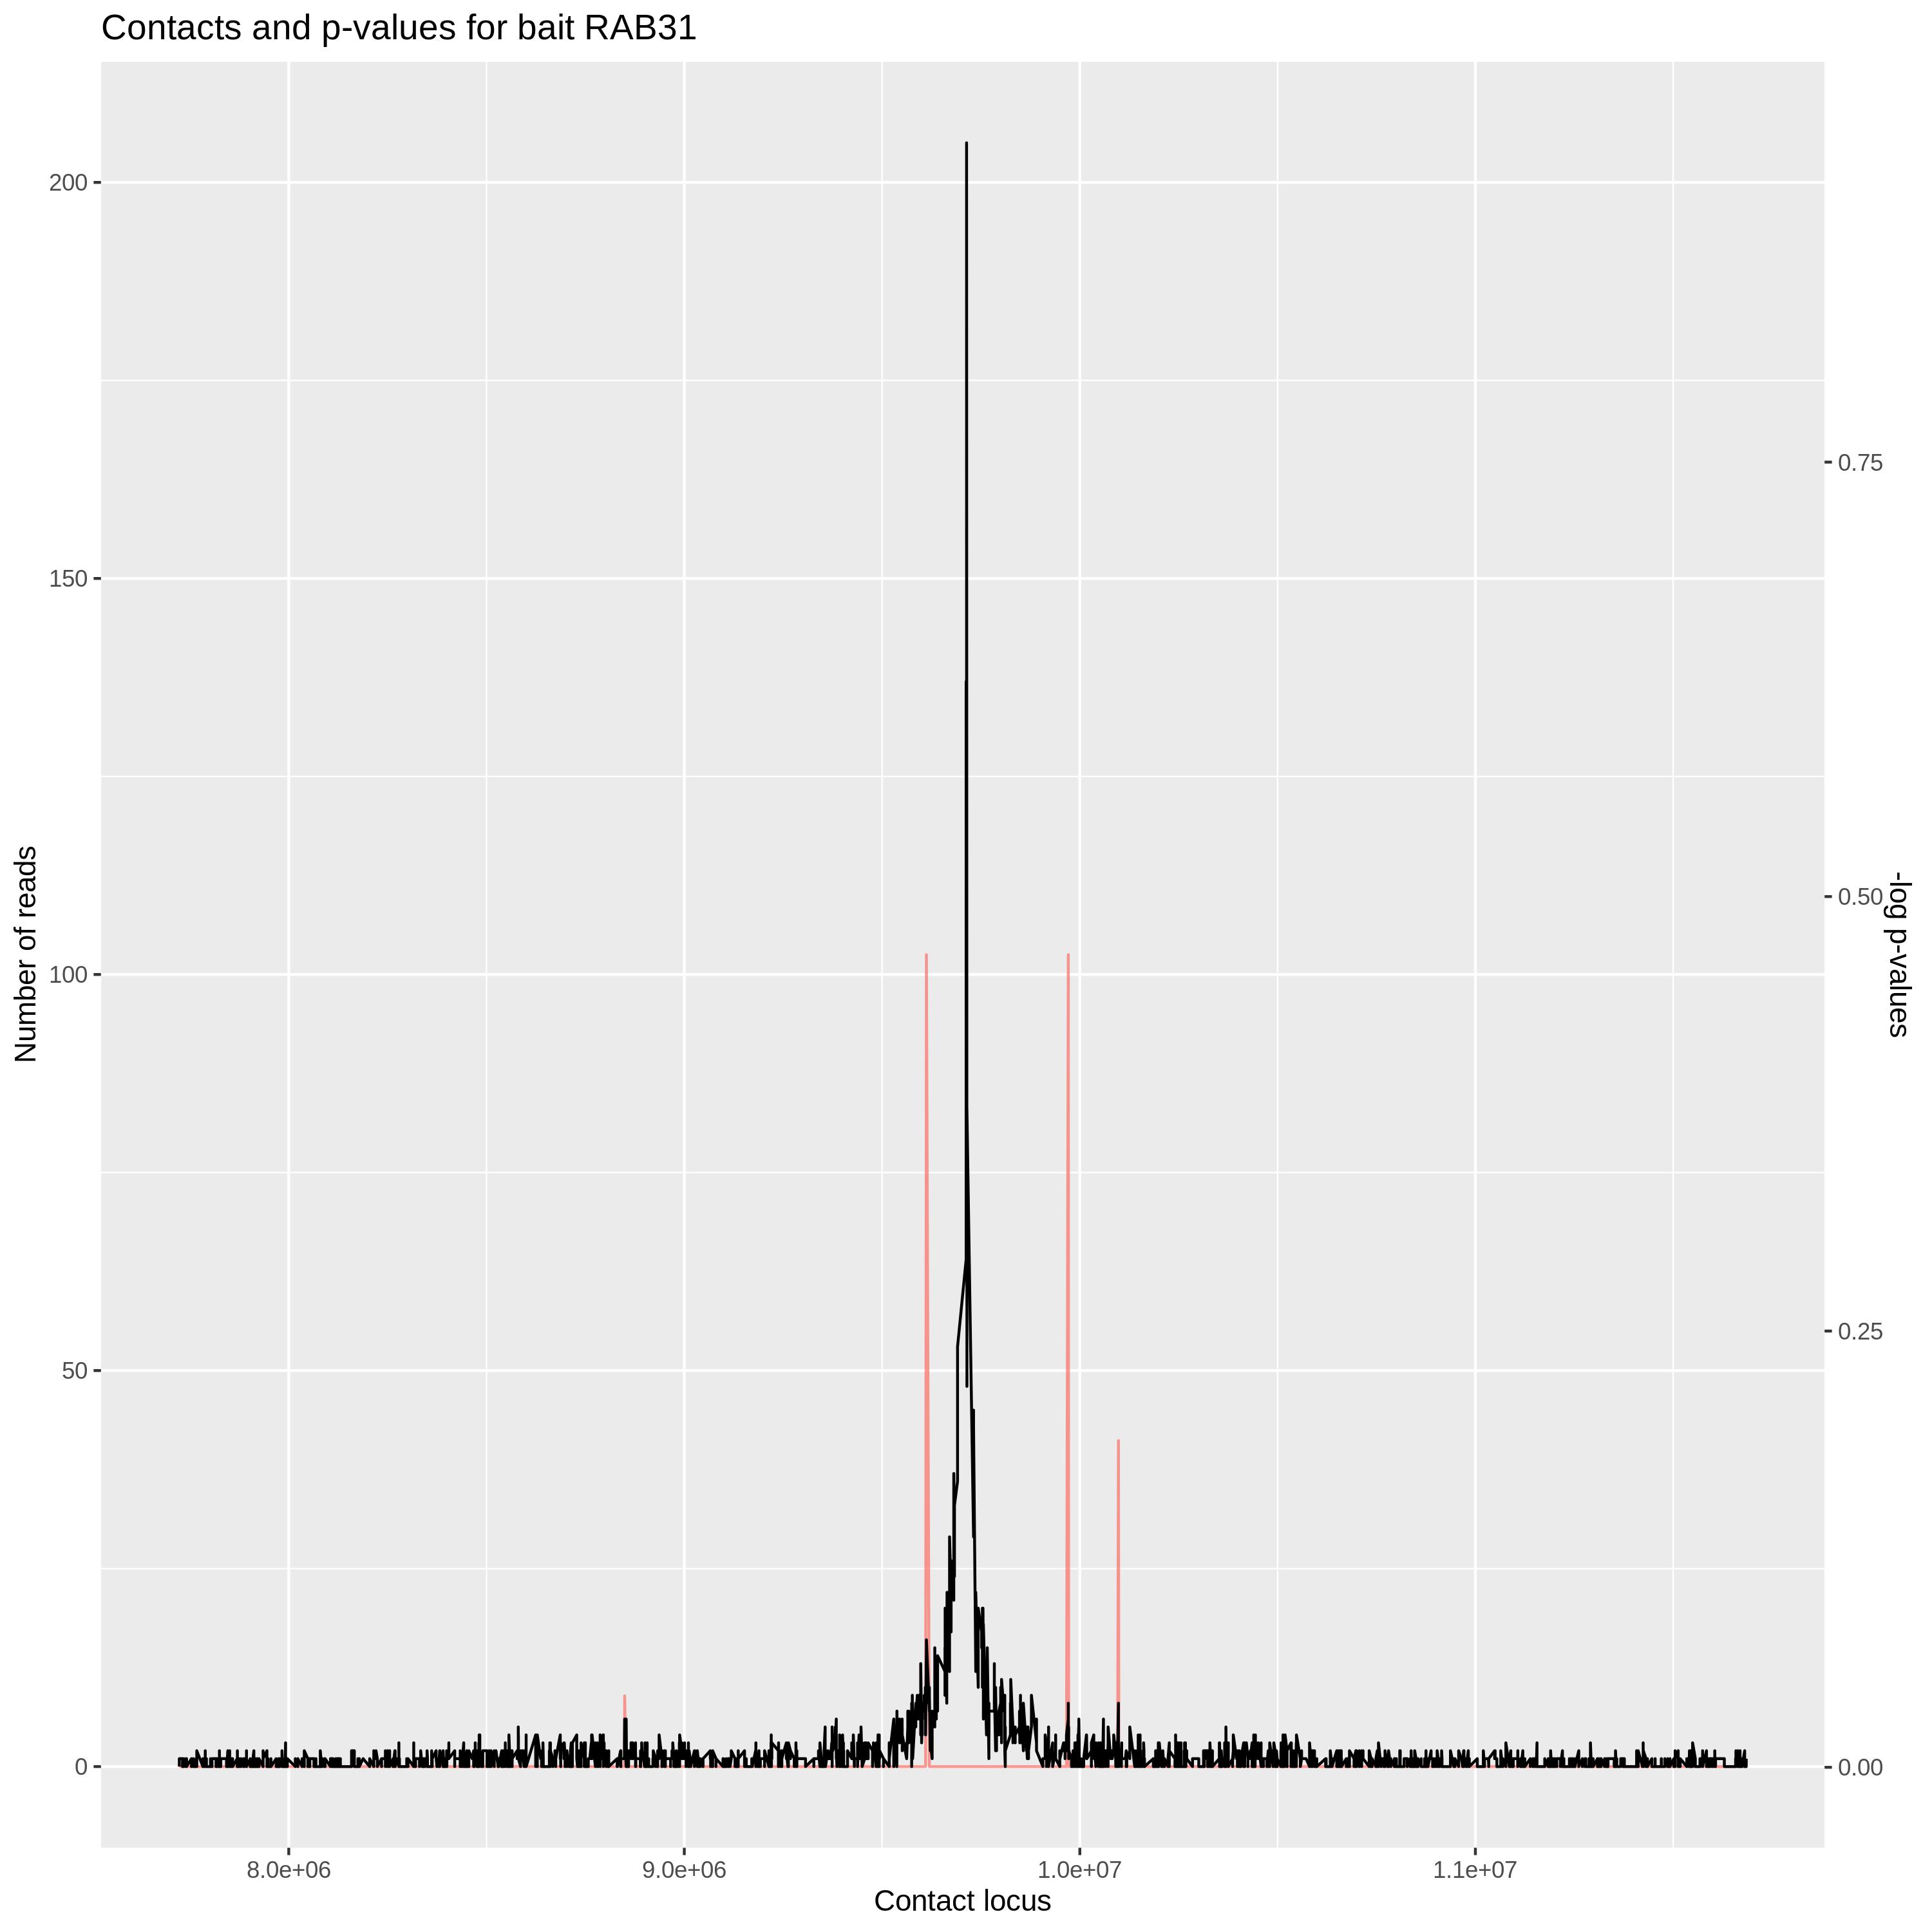 Contacts and p-values for bait RAB31
200
150
100
50
0
Number of reads
0.75
0.50
0.25
0.00
-log p-values
8.0e+06
9.0e+06
1.0e+07
1.1e+07
Contact locus